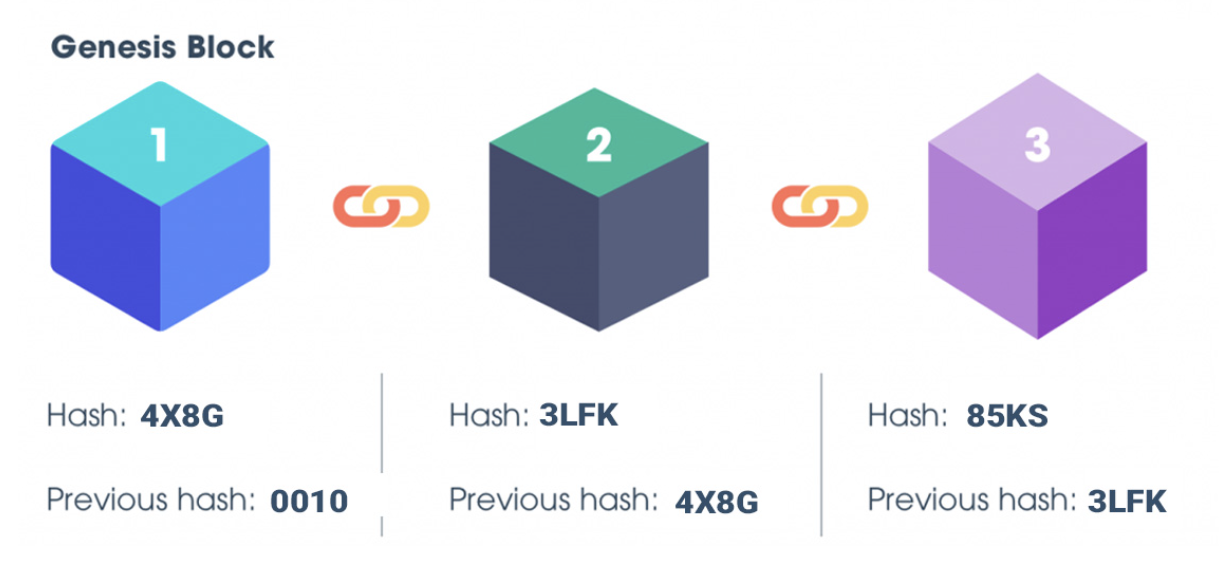 Genesis Block
1
2
3
Hash: 4X8G
Previous hash: 0010
Hash: 3LFK
Previous hash: 4X8G
Hash: 85KS
Previous hash: 3LFK